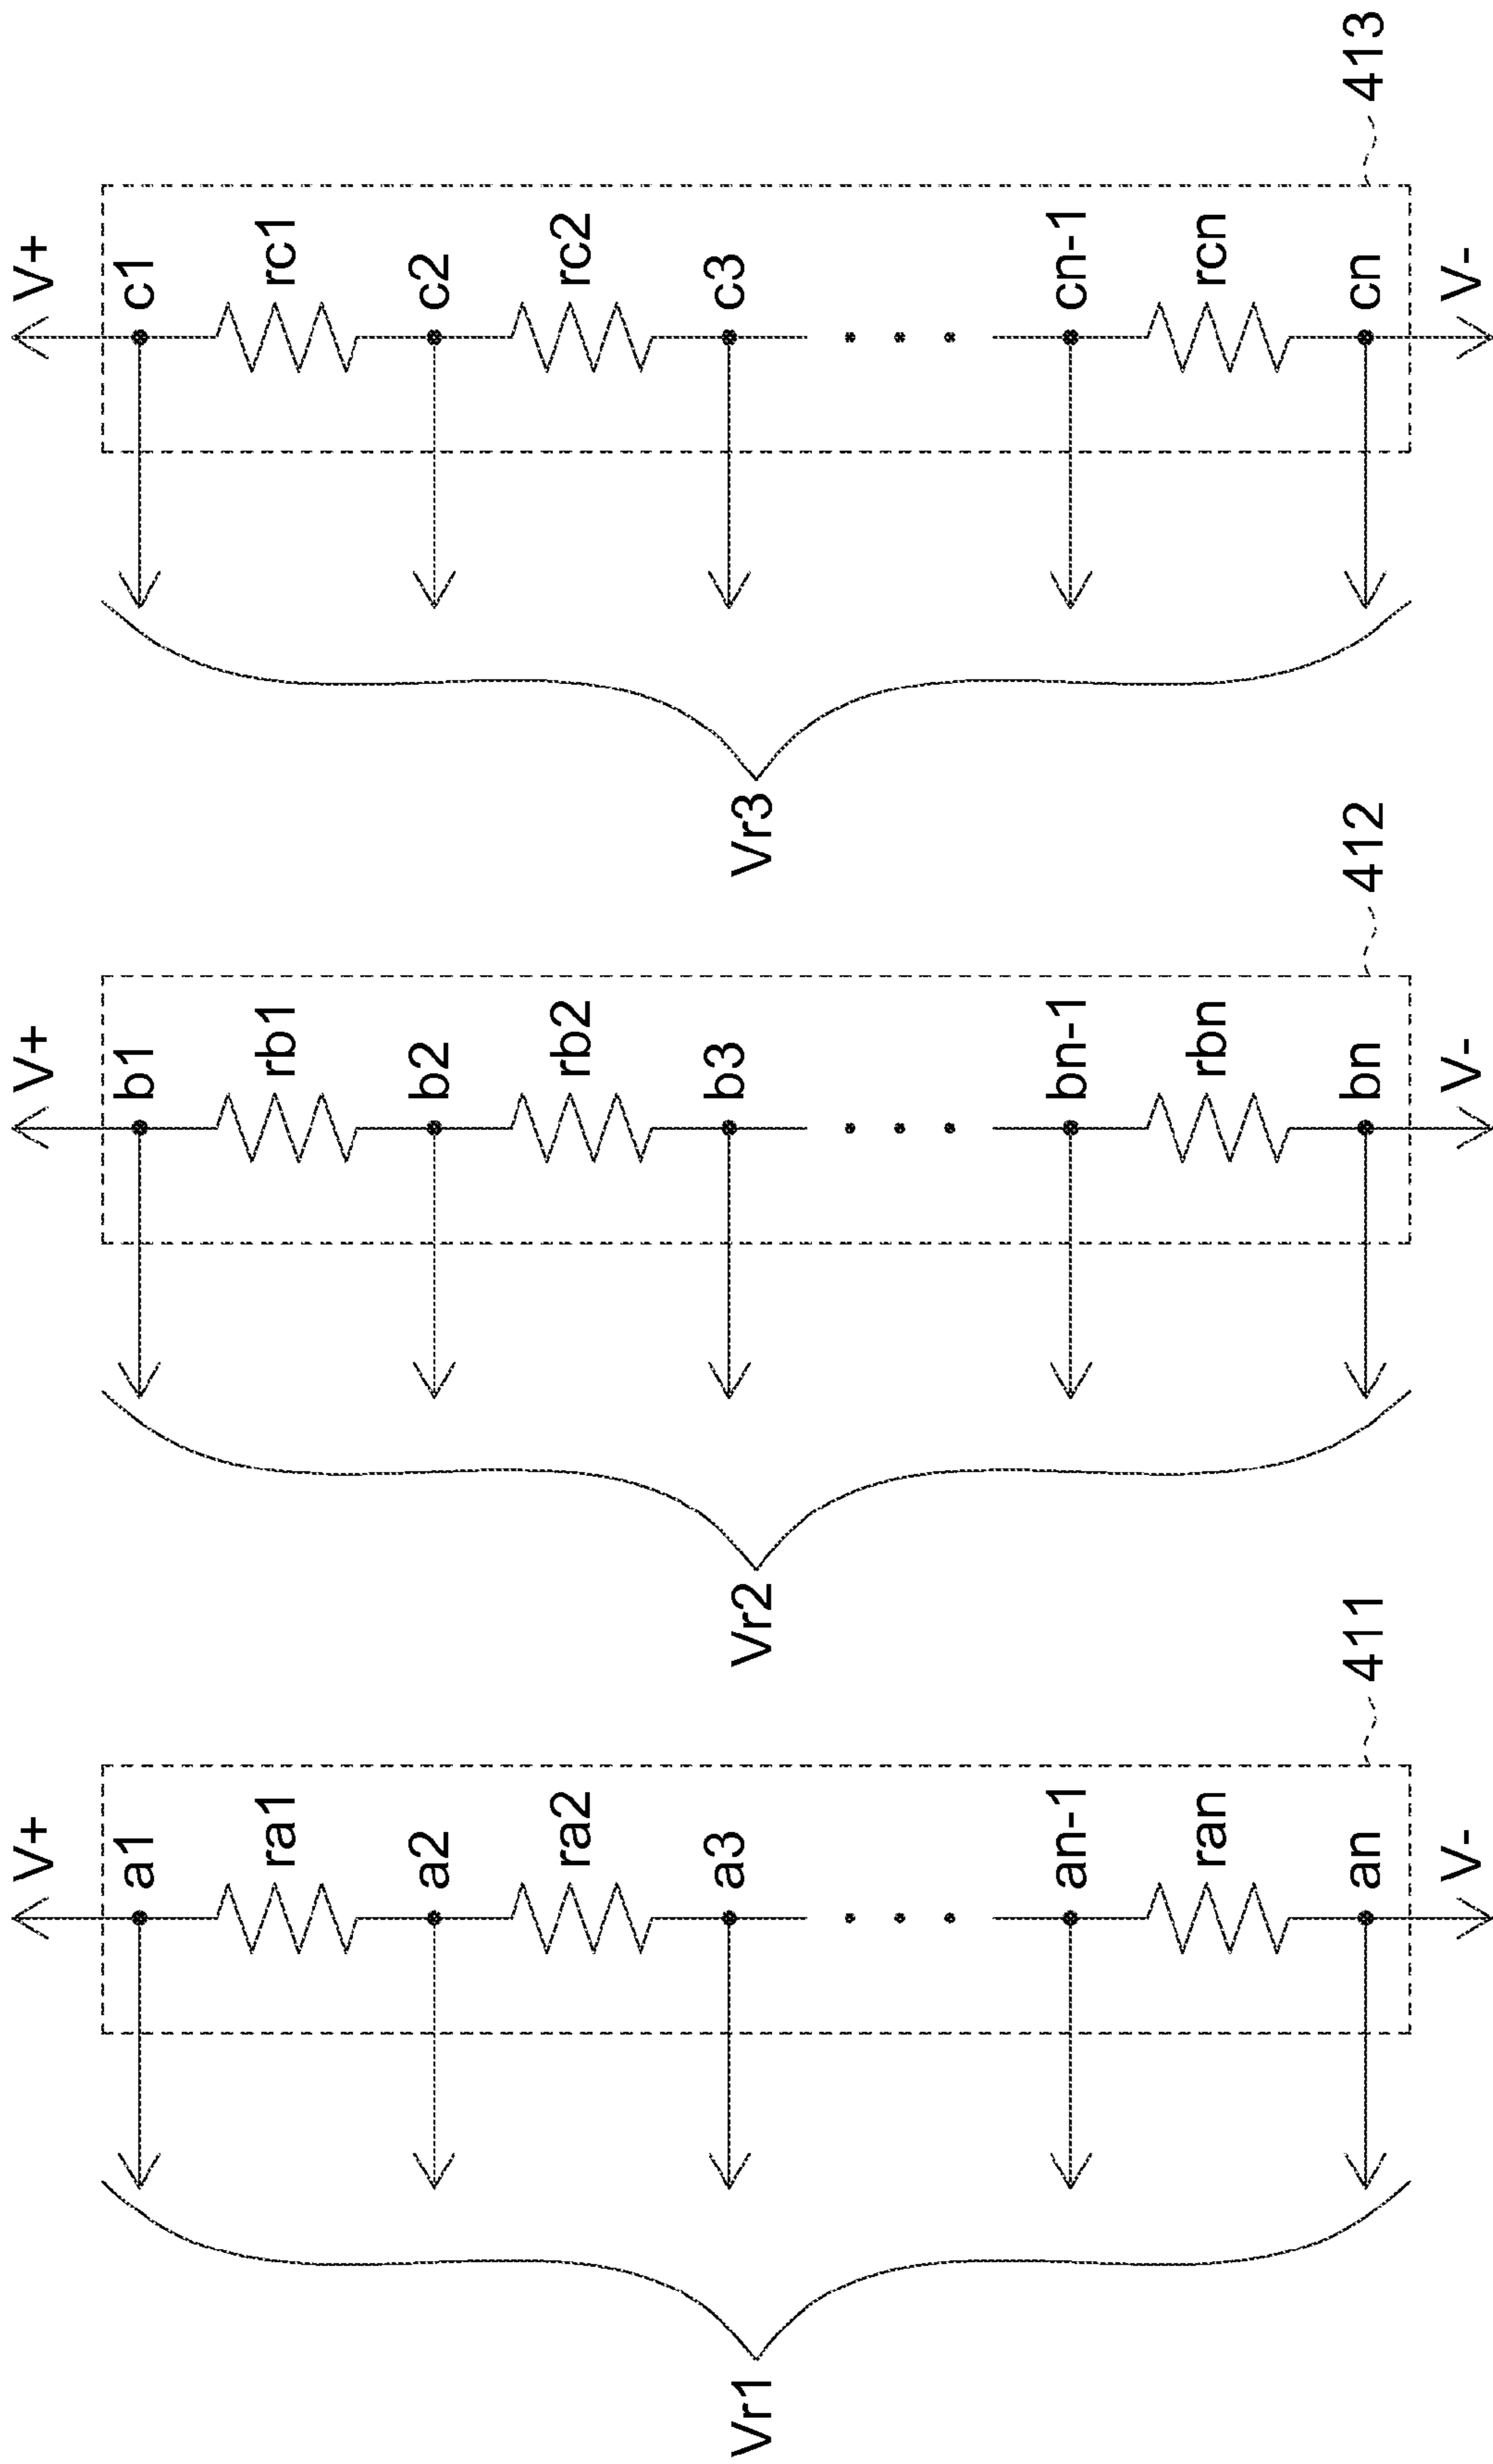 V+
c1
rc1
c2
rc2
c3
cn-1
rcn
cn
V-
413
Vr3
V+
b1
rb1
b2
rb2
b3
bn-1
rbn
bn
V-
412
Vr2
V+
a1
ra1
a2
ra2
a3
an-1
ran
an
V-
411
Vr1